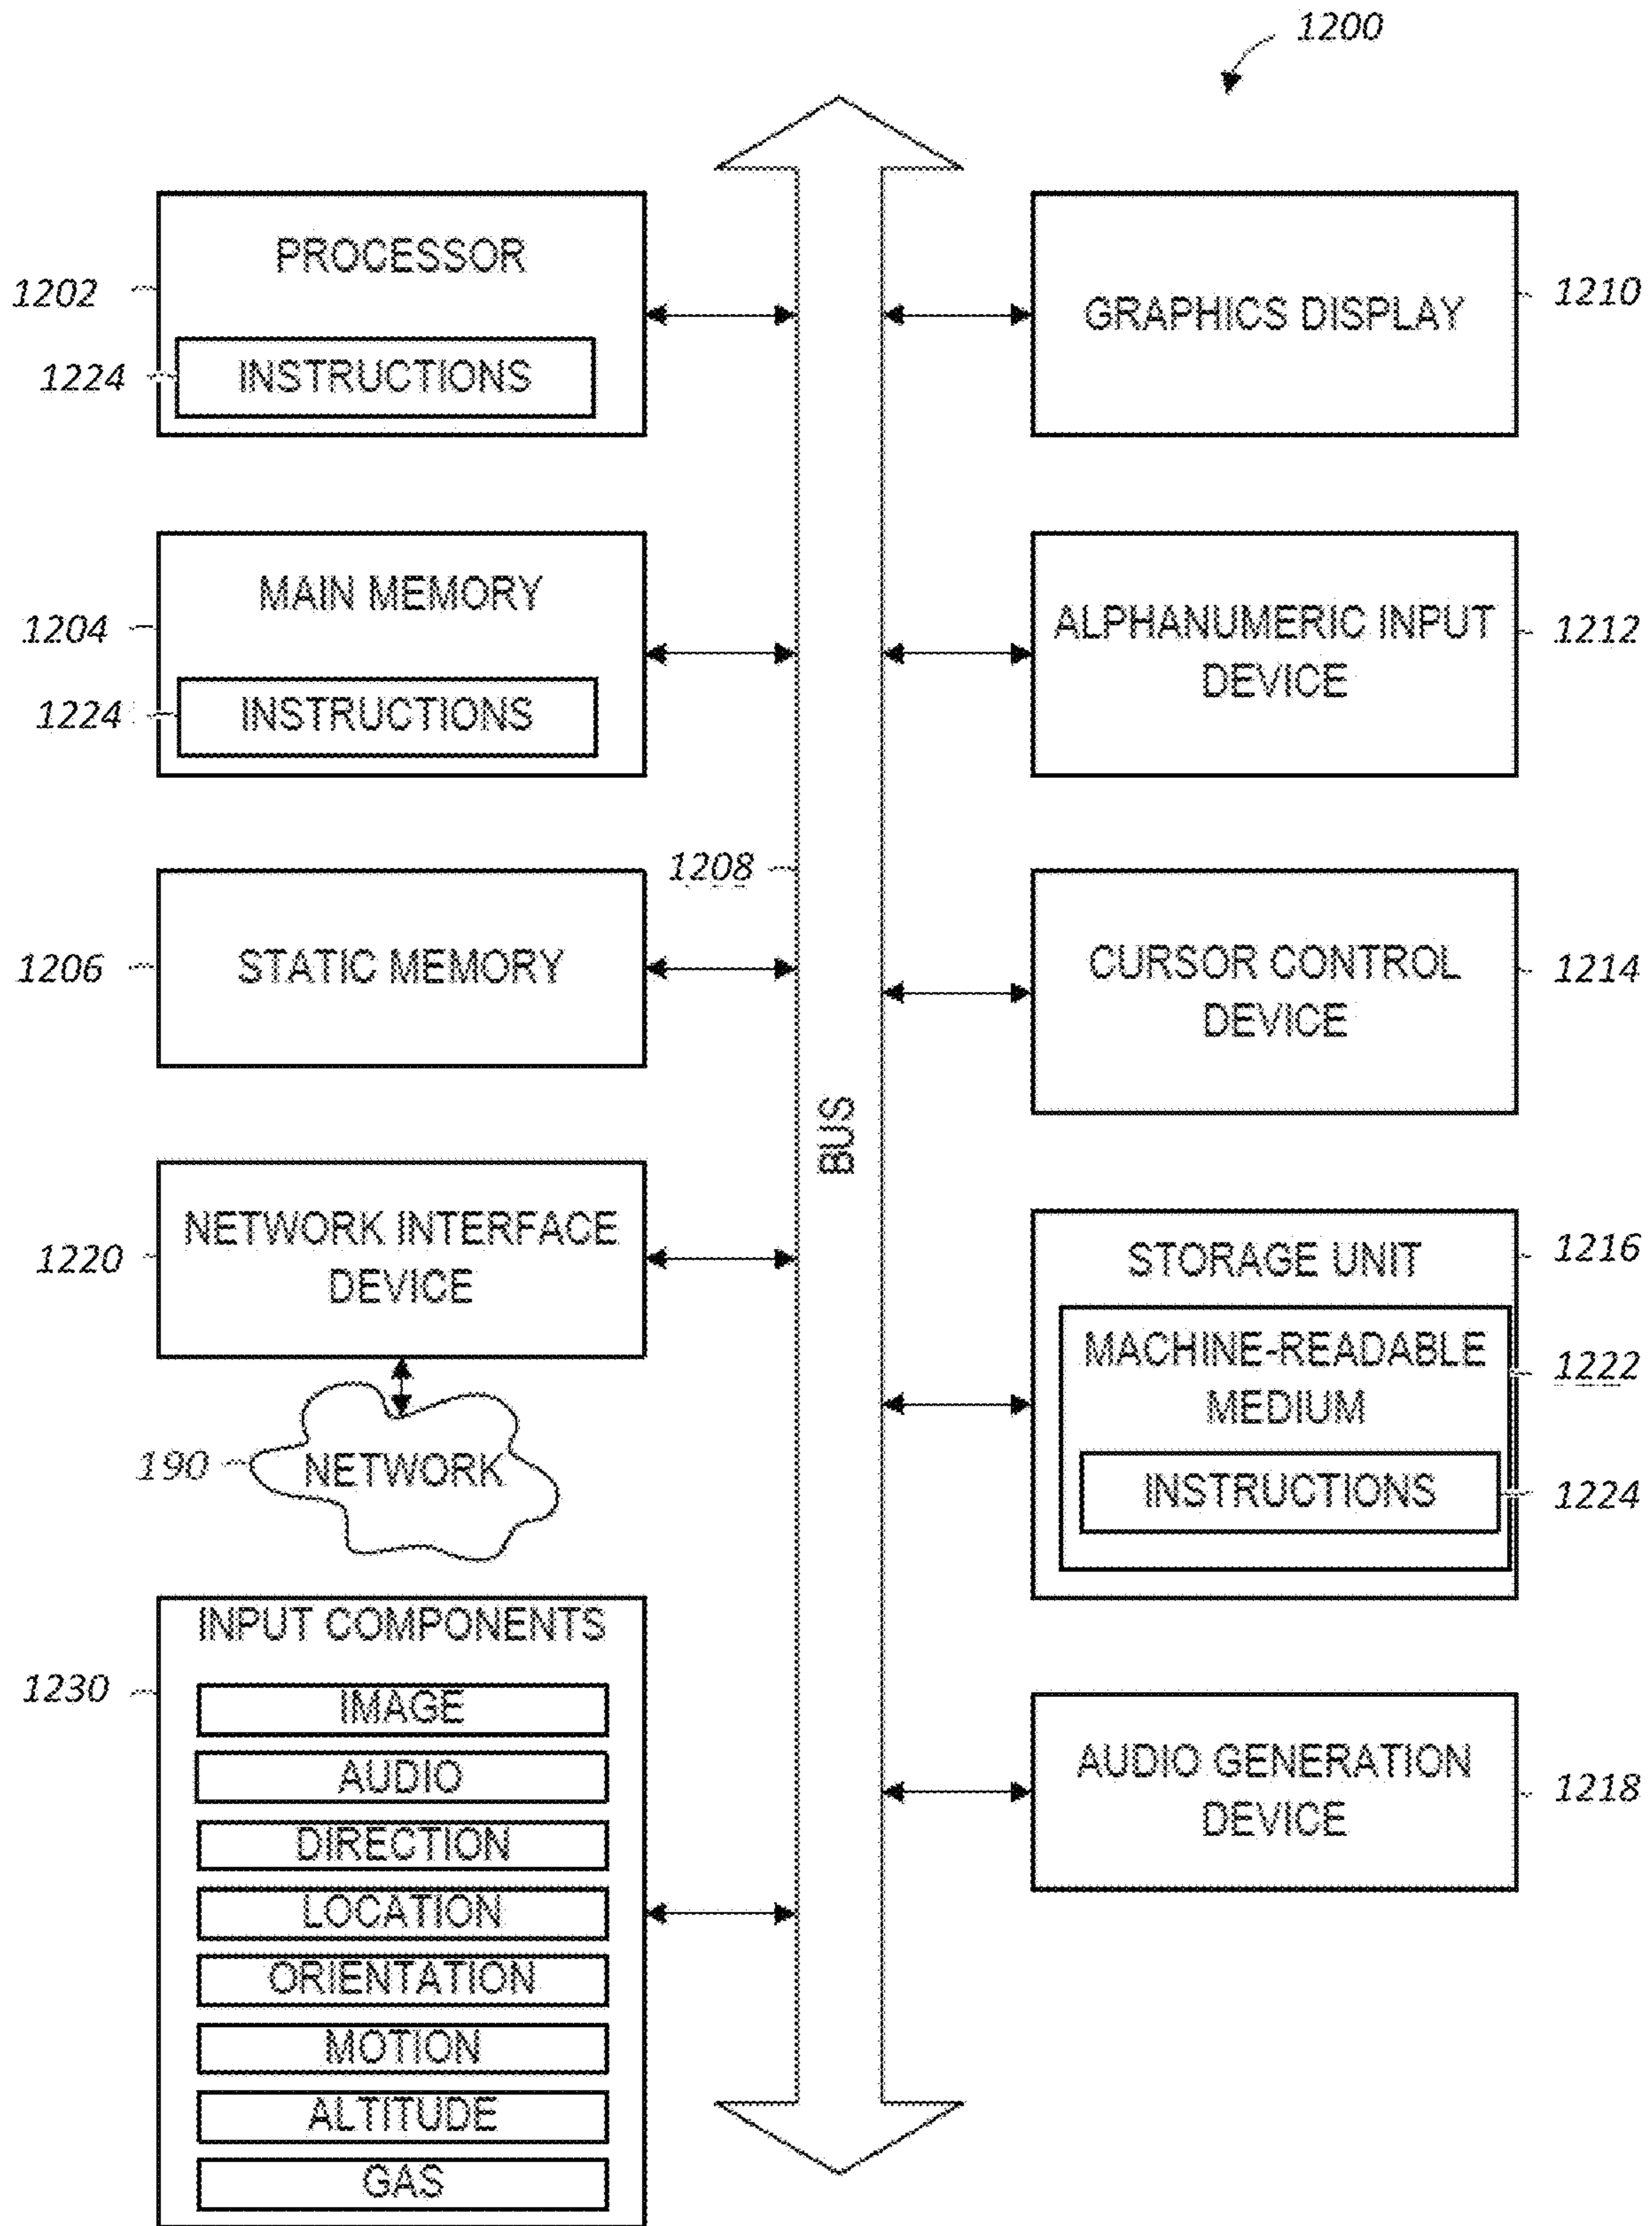 1200
PROCESSOR
1202
INSTRUCTIONS
1224
MAIN MEMORY
1204
INSTRUCTIONS
1224
STATIC MEMORY
1206
1208
NETWORK INTERFACE
DEVICE
1220
NETWORK
190
INPUT COMPONENTS
1230
IMAGE
AUDIO
DIRECTION
LOCATION
ORIENTATION
MOTION
ALTITUDE
GAS
BUS
GRAPHICS DISPLAY
1210
ALPHANUMERIC INPUT
DEVICE
1212
CURSOR CONTROL
DEVICE
1214
STORAGE UNIT
1216
MACHINE-READABLE
MEDIUM
1222
INSTRUCTIONS
1224
AUDIO GENERATION
DEVICE
1218